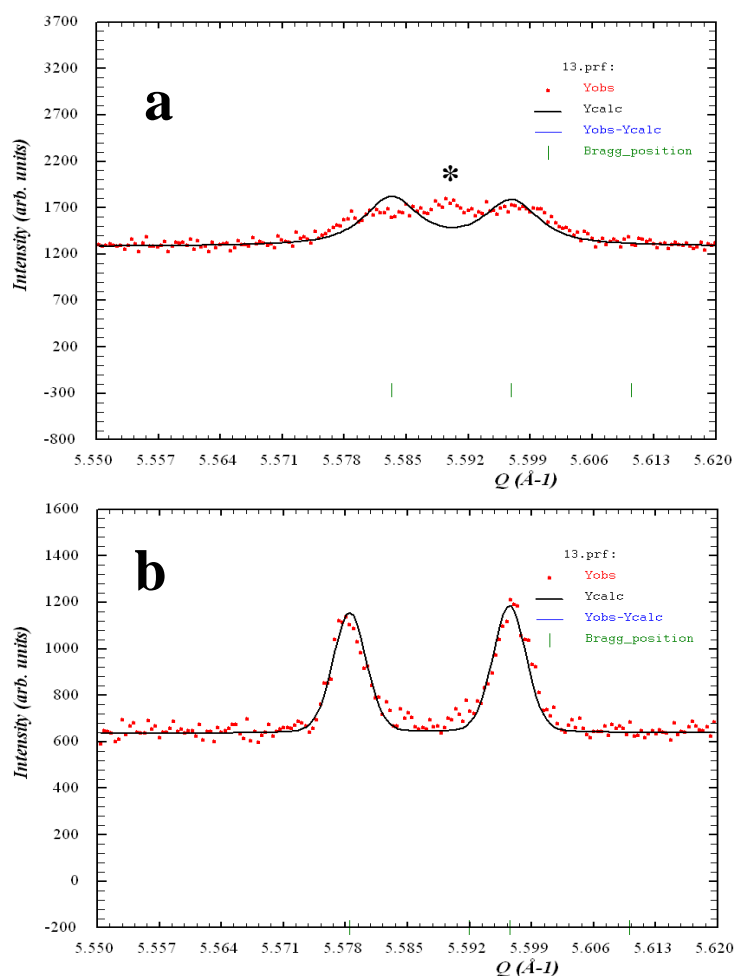 3700
3200
2700
2200
1700
1200
700
200
-300
-800
Intensity (arb. units)
a
*
13.prf:
Yobs
Ycalc
Yobs-Ycalc
Bragg_position
5.550 5.557 5.564 5.571 5.578 5.585 5.592 5.599 5.606 5.613 5.620
Q (Å-1)
1600
1400
1200
1000
800
600
400
200
0
-200
Intensity (arb. units)
b
13.prf:
Yobs
Ycalc
Yobs-Ycalc
Bragg_position
5.550 5.557 5.564 5.571 5.578 5.585 5.592 5.599 5.606 5.613 5.620
Q (Å-1)